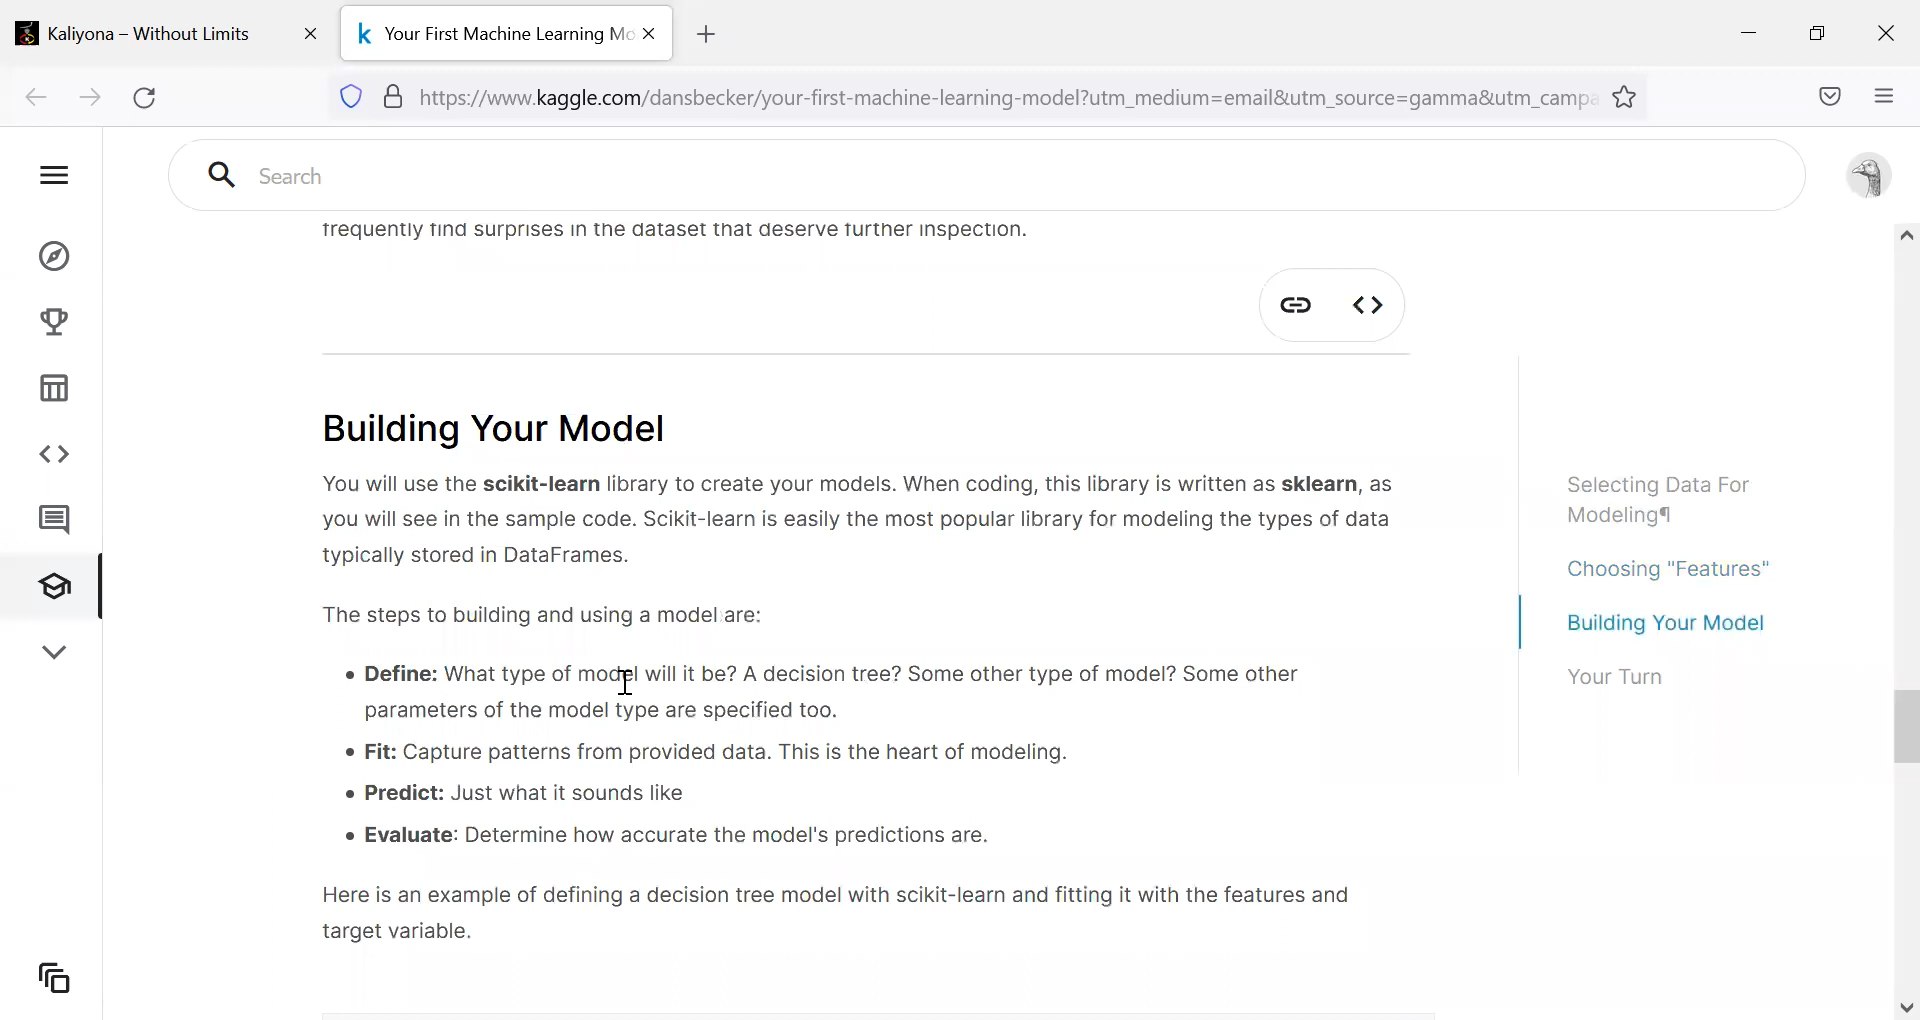 Kaliyona – Without Limits
Your First Machine Learning Mo
https://www.kaggle.com/dansbecker/your-first-machine-learning-model?utm_medium=email&utm_source=gamma&utm_campa
Search
frequently find surprises in the dataset that deserve further inspection.
Building Your Model
You will use the scikit-learn library to create your models. When coding, this library is written as sklearn, as
you will see in the sample code. Scikit-learn is easily the most popular library for modeling the types of data
typically stored in DataFrames.
The steps to building and using a model are:
• Define: What type of model will it be? A decision tree? Some other type of model? Some other
parameters of the model type are specified too.
• Fit: Capture patterns from provided data. This is the heart of modeling.
• Predict: Just what it sounds like
• Evaluate: Determine how accurate the model's predictions are.
Here is an example of defining a decision tree model with scikit-learn and fitting it with the features and
target variable.
Selecting Data For
Modeling¶
Choosing "Features"
Building Your Model
Your Turn